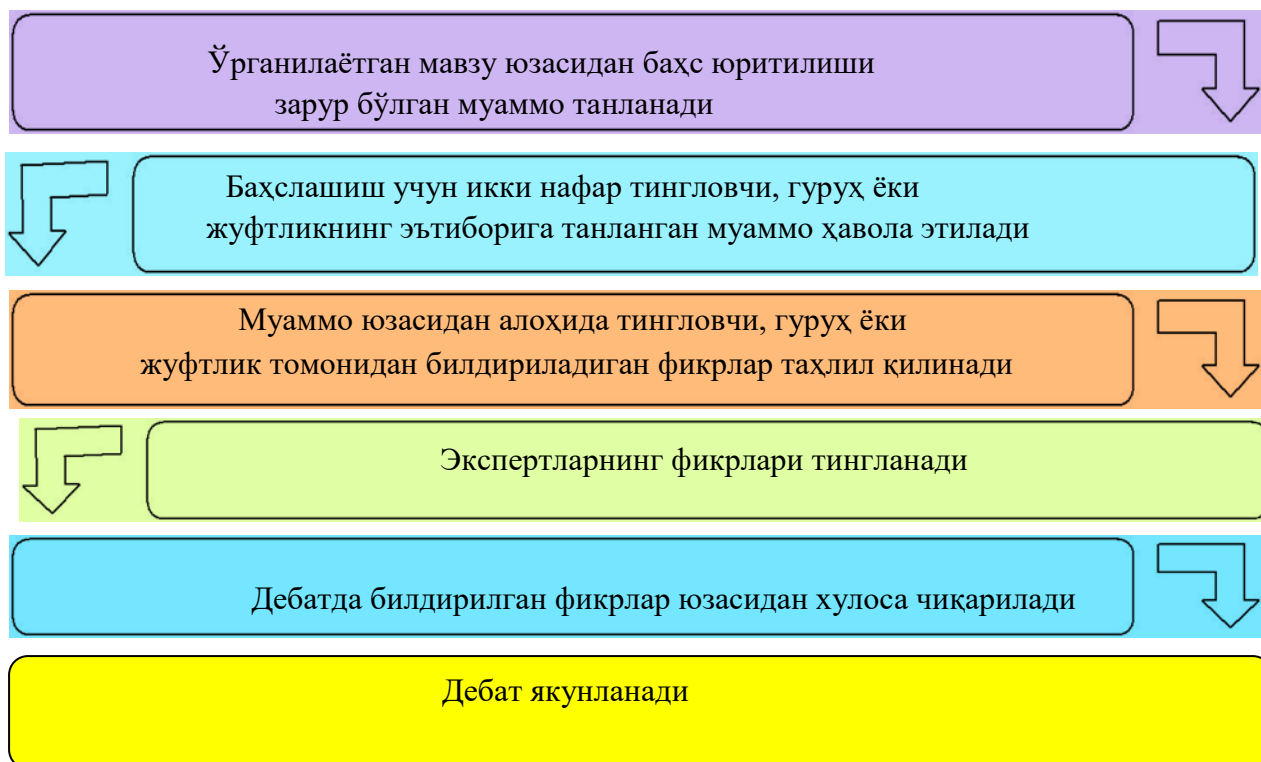 Ўрганилаётган мавзу юзасидан баҳс юритилиши
зарур бўлган муаммо танланади
Баҳслашиш учун икки нафар тингловчи, гуруҳ ёки
жуфтликнинг эътиборига танланган муаммо ҳавола этилади
Муаммо юзасидан алоҳида тингловчи, гуруҳ ёки
жуфтлик томонидан билдириладиган фикрлар таҳлил қилинади
Экспертларнинг фикрлари тингланади
Дебатда билдирилган фикрлар юзасидан хулоса чиқарилади
Дебат якунланади